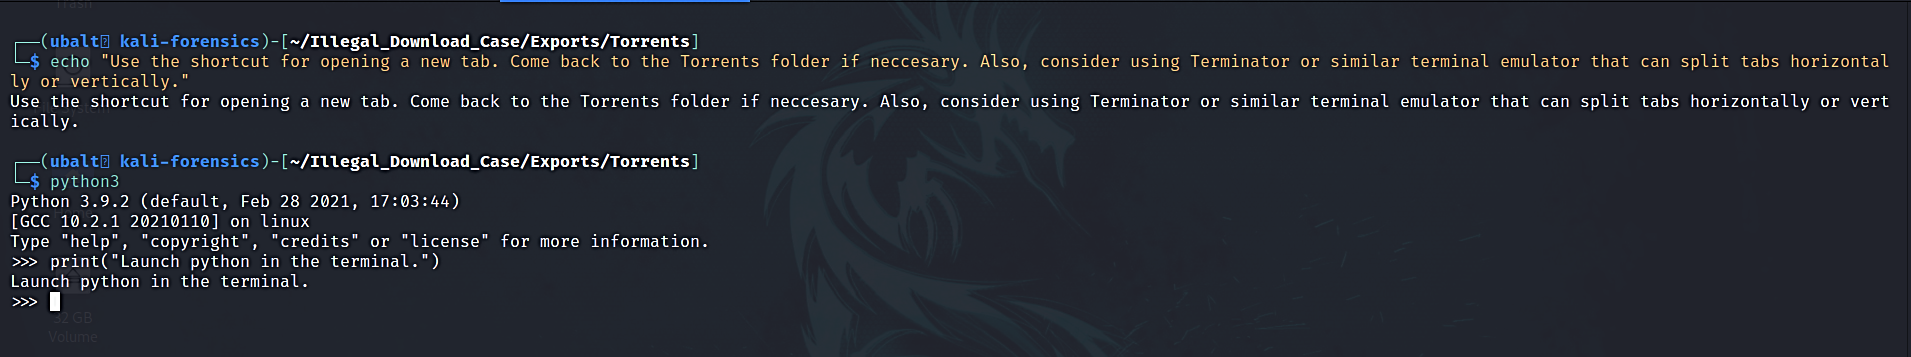 Trash
┌──(ubalt㉿ kali-forensics)-[~/Illegal_Download_Case/Exports/Torrents]
└─$ echo "Use the shortcut for opening a new tab. Come back to the Torrents folder if neccesary. Also, consider using Terminator or similar terminal emulator that can split tabs horizontal
ly or vertically."
Use the shortcut for opening a new tab. Come back to the Torrents folder if neccesary. Also, consider using Terminator or similar terminal emulator that can split tabs horizontally or vert
ically.
┌──(ubalt㉿ kali-forensics)-[~/Illegal_Download_Case/Exports/Torrents]
└─$ python3
Python 3.9.2 (default, Feb 28 2021, 17:03:44)
[GCC 10.2.1 20210110] on linux
Type "help", "copyright", "credits" or "license" for more information.
>>> print("Launch python in the terminal.")
Launch python in the terminal.
>>>
32 GB
Volume